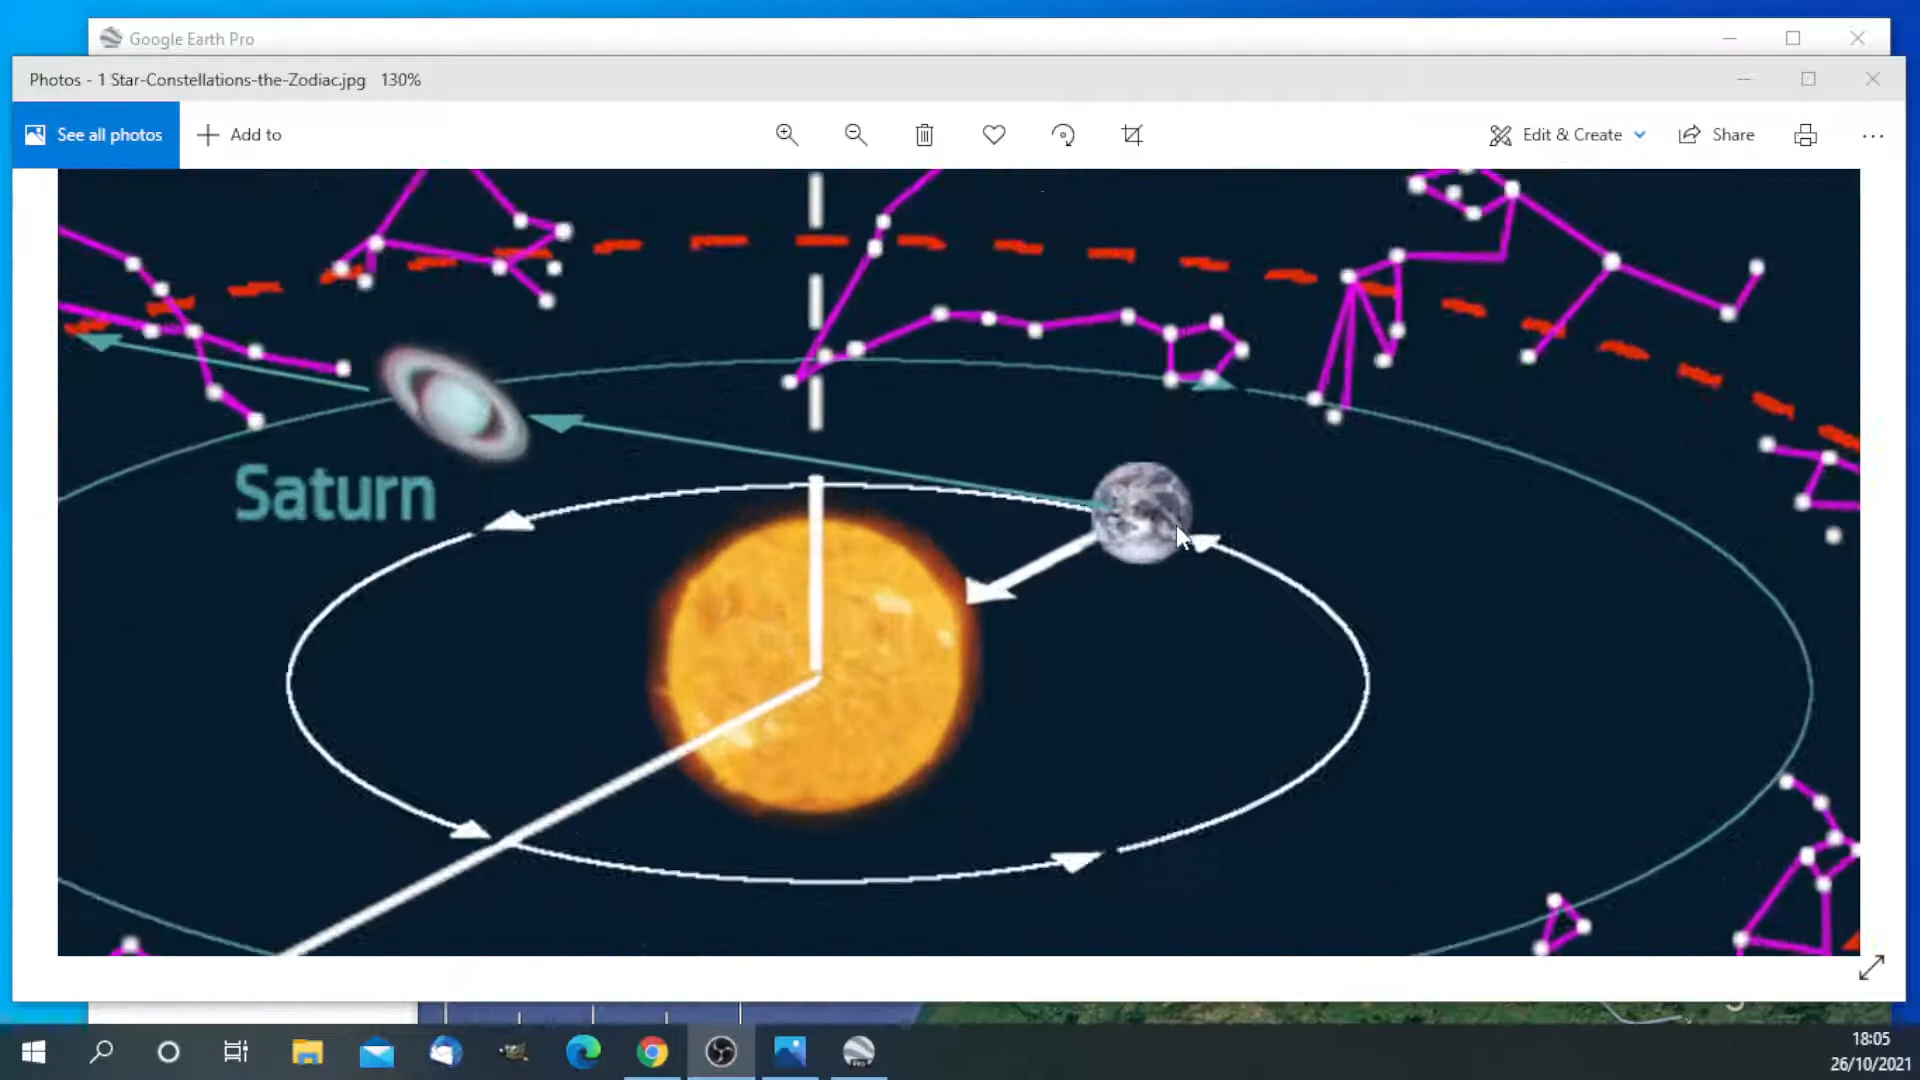 Google Earth Pro
Photos - 1 Star-Constellations-the-Zodiac.jpg 130%
See all photos
Add to
Edit & Create
Share
Saturn
18:05
26/10/2021